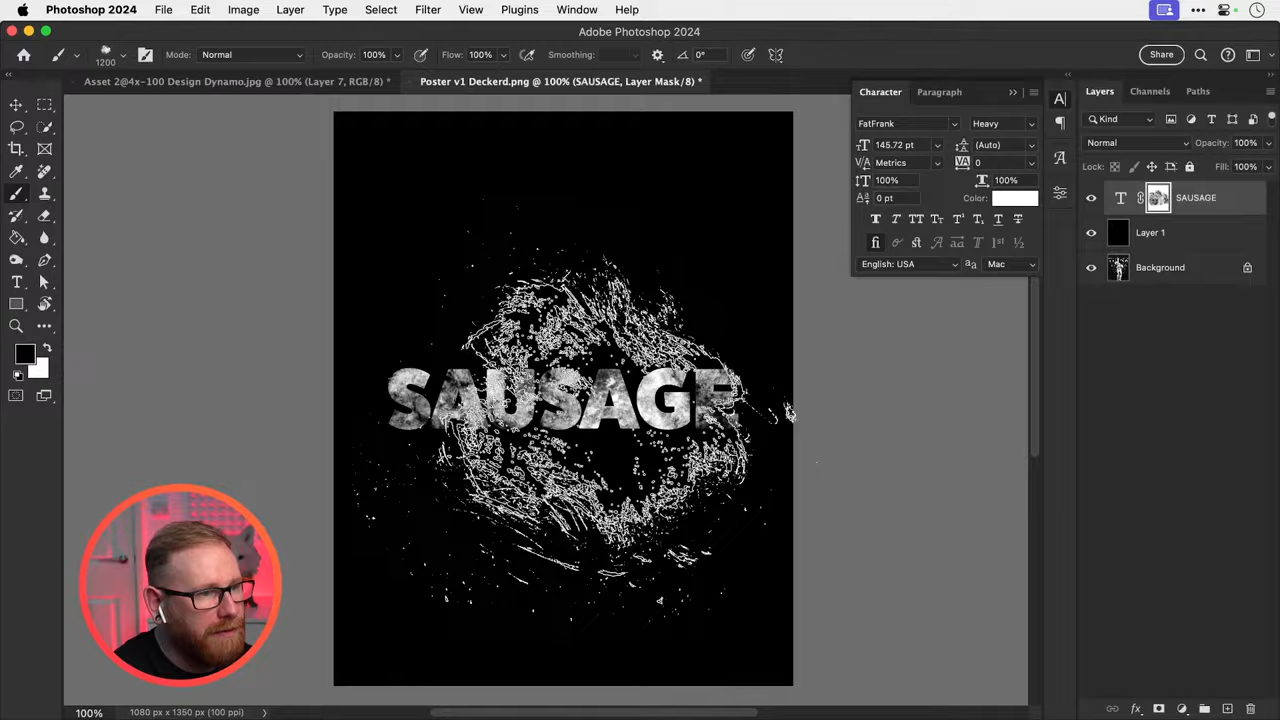 Photoshop 2024 File Edit Image Layer Type Select Filter View Plugins Window Help
Adobe Photoshop 2024
1200 Mode: Normal Opacity: 100% Flow: 100% Smoothing: 0° Share
Asset 2@4x-100 Design Dynamo.jpg @ 100% (Layer 7, RGB/8) *
Poster v1 Deckerd.png @ 100% (SAUSAGE, Layer Mask/8) *
Character Paragraph
Layers Channels Paths
FatFrank Heavy
Kind
145.72 pt (Auto)
Normal Opacity: 100%
Metrics 0
Lock: Fill: 100%
100% 100%
0 pt Color:
SAUSAGE
Layer 1
English: USA Mac
Background
SAUSAGE
100% 1080 px x 1350 px (100 ppi)